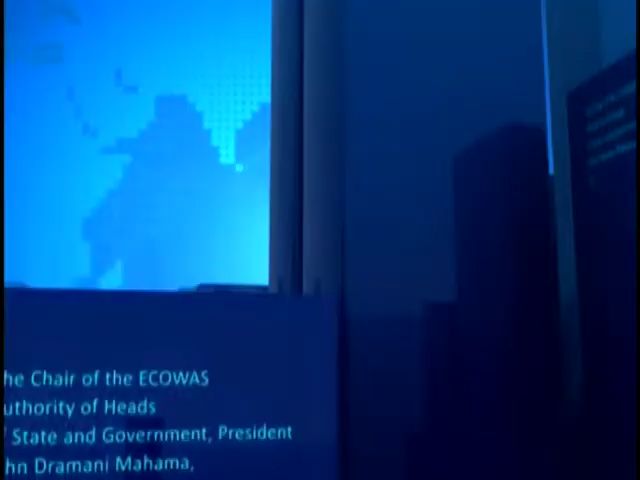 he Chair of the ECOWAS
uthority of Heads
State and Government, President
hn Dramani Mahama,